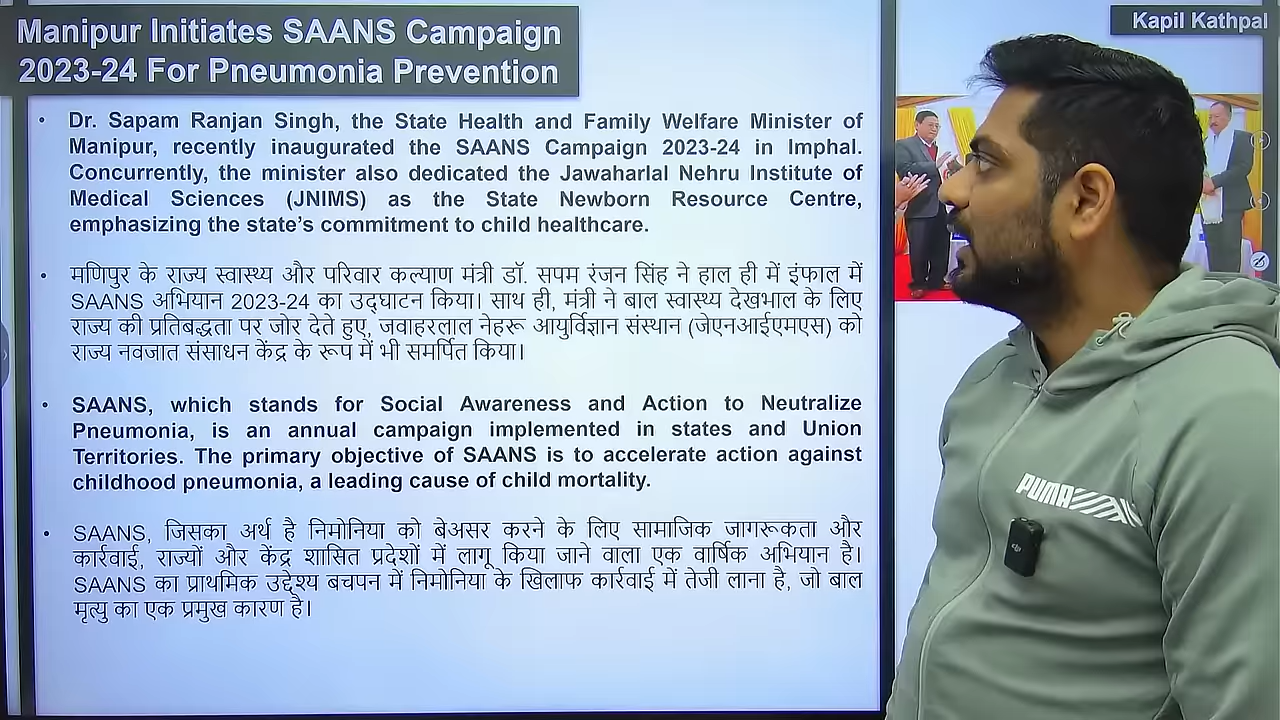 Manipur Initiates SAANS Campaign
2023-24 For Pneumonia Prevention
Kapil Kathpal
• Dr. Sapam Ranjan Singh, the State Health and Family Welfare Minister of
Manipur, recently inaugurated the SAANS Campaign 2023-24 in Imphal.
Concurrently, the minister also dedicated the Jawaharlal Nehru Institute of
Medical Sciences (JNIMS) as the State Newborn Resource Centre,
emphasizing the state's commitment to child healthcare.
• मणिपुर के राज्य स्वास्थ्य और परिवार कल्याण मंत्री डॉ. सपम रंजन सिंह ने हाल ही में इंफाल में
SAANS अभियान 2023-24 का उद्घाटन किया। साथ ही, मंत्री ने बाल स्वास्थ्य देखभाल के लिए
राज्य की प्रतिबद्धता पर जोर देते हुए, जवाहरलाल नेहरू आयुर्विज्ञान संस्थान (जेएनआईएमएस) को
राज्य नवजात संसाधन केंद्र के रूप में भी समर्पित किया।
• SAANS, which stands for Social Awareness and Action to Neutralize
Pneumonia, is an annual campaign implemented in states and Union
Territories. The primary objective of SAANS is to accelerate action against
childhood pneumonia, a leading cause of child mortality.
• SAANS, जिसका अर्थ है निमोनिया को बेअसर करने के लिए सामाजिक जागरूकता और
कार्रवाई, राज्यों और केंद्र शासित प्रदेशों में लागू किया जाने वाला एक वार्षिक अभियान है।
SAANS का प्राथमिक उद्देश्य बचपन में निमोनिया के खिलाफ कार्रवाई में तेजी लाना है, जो बाल
मृत्यु का एक प्रमुख कारण है।
PUMA